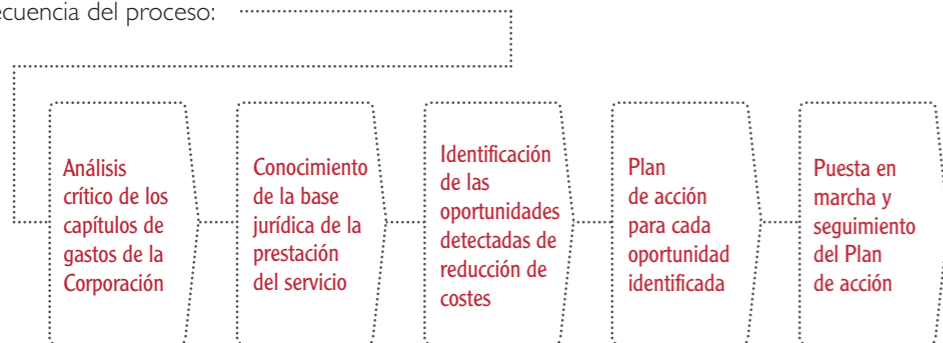 ecuencia del proceso:
Análisis
crítico de los
capítulos de
gastos de la
Corporación
Conocimiento
de la base
jurídica de la
prestación
del servicio
Identificación
de las
oportunidades
detectadas de
reducción de
costes
Plan
de acción
para cada
oportunidad
identificada
Puesta en
marcha y
seguimiento
del Plan
de acción